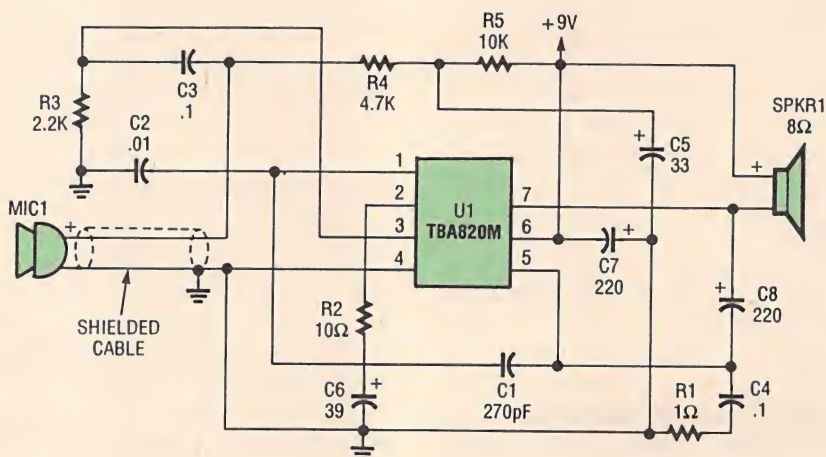 +9V
R5
10K
R4
4.7K
C3
.1
R3
2.2K
C2
.01
SPKR1
8Ω
+
+
C5
33
1
2
3
4
U1
TBA820M
7
6
5
MIC1
+
+
C7
220
+
C8
220
SHIELDED
CABLE
R2
10Ω
C6
39
+
C1
270pF
R1
1Ω
C4
.1